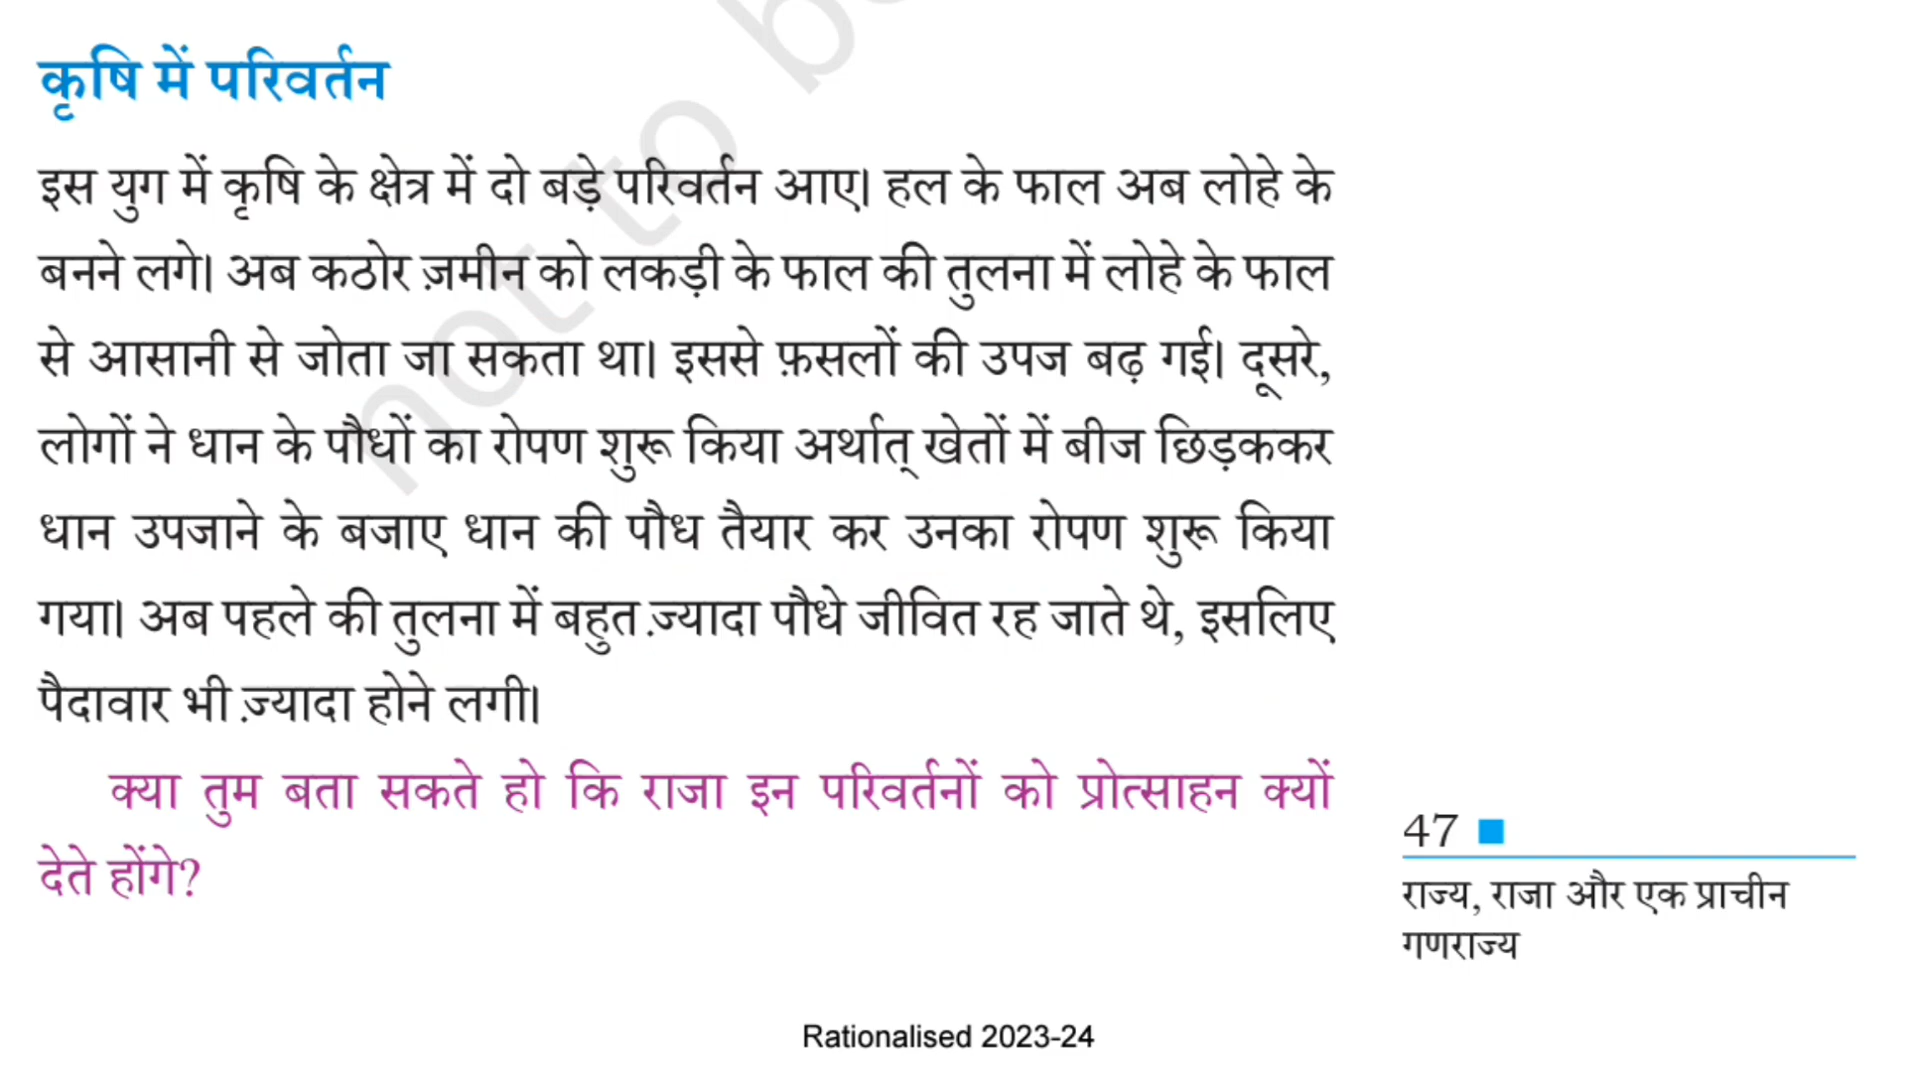 कृषि में परिवर्तन
इस युग में कृषि के क्षेत्र में दो बड़े परिवर्तन आए। हल के फाल अब लोहे के
बनने लगे। अब कठोर ज़मीन को लकड़ी के फाल की तुलना में लोहे के फाल
से आसानी से जोता जा सकता था। इससे फ़सलों की उपज बढ़ गई। दूसरे,
लोगों ने धान के पौधों का रोपण शुरू किया अर्थात् खेतों में बीज छिड़ककर
धान उपजाने के बजाए धान की पौध तैयार कर उनका रोपण शुरू किया
गया। अब पहले की तुलना में बहुत ज़्यादा पौधे जीवित रह जाते थे, इसलिए
पैदावार भी ज़्यादा होने लगी।
क्या तुम बता सकते हो कि राजा इन परिवर्तनों को प्रोत्साहन क्यों
देते होंगे?
47
राज्य, राजा और एक प्राचीन
गणराज्य
Rationalised 2023-24
not to b